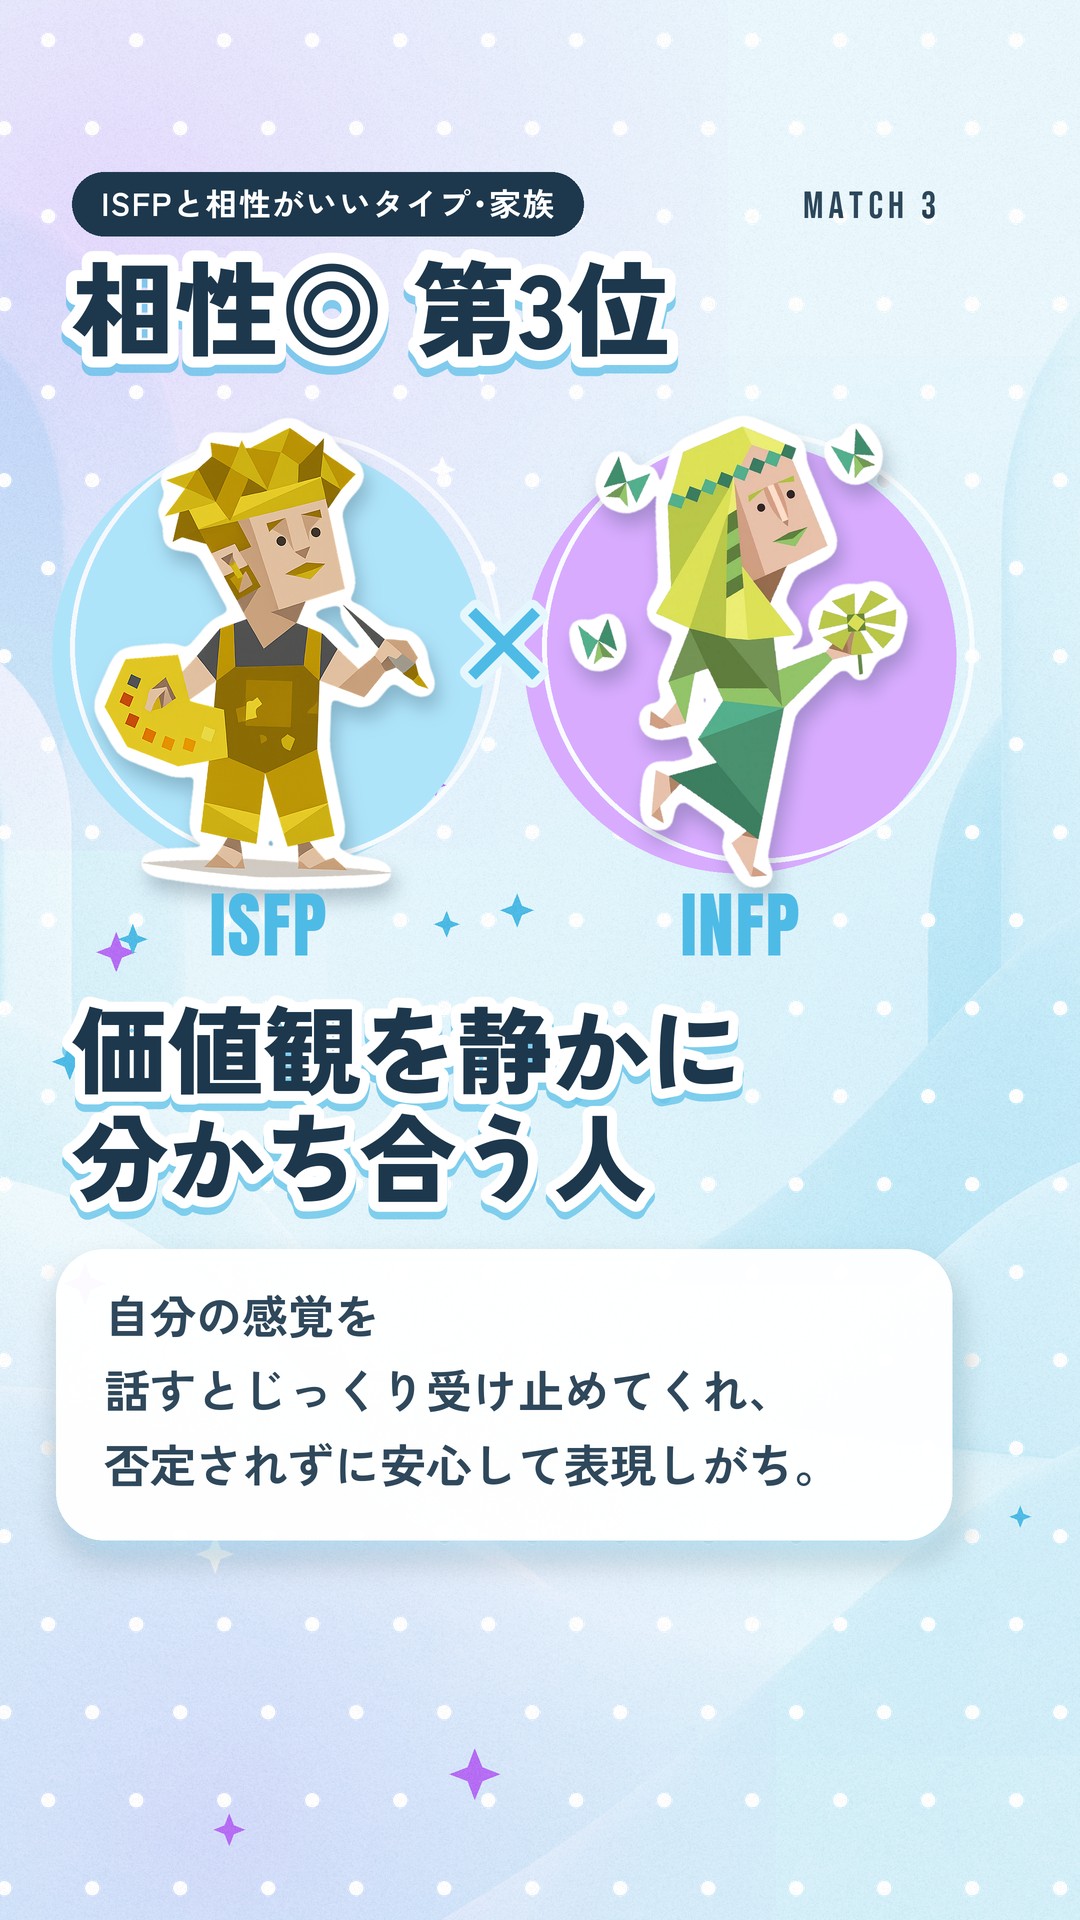 ISFPと相性がいいタイプ・家族
MATCH 3
相性◎ 第3位
×
ISFP
INFP
価値観を静かに
分かち合う人
自分の感覚を
話すとじっくり受け止めてくれ、
否定されずに安心して表現しがち。